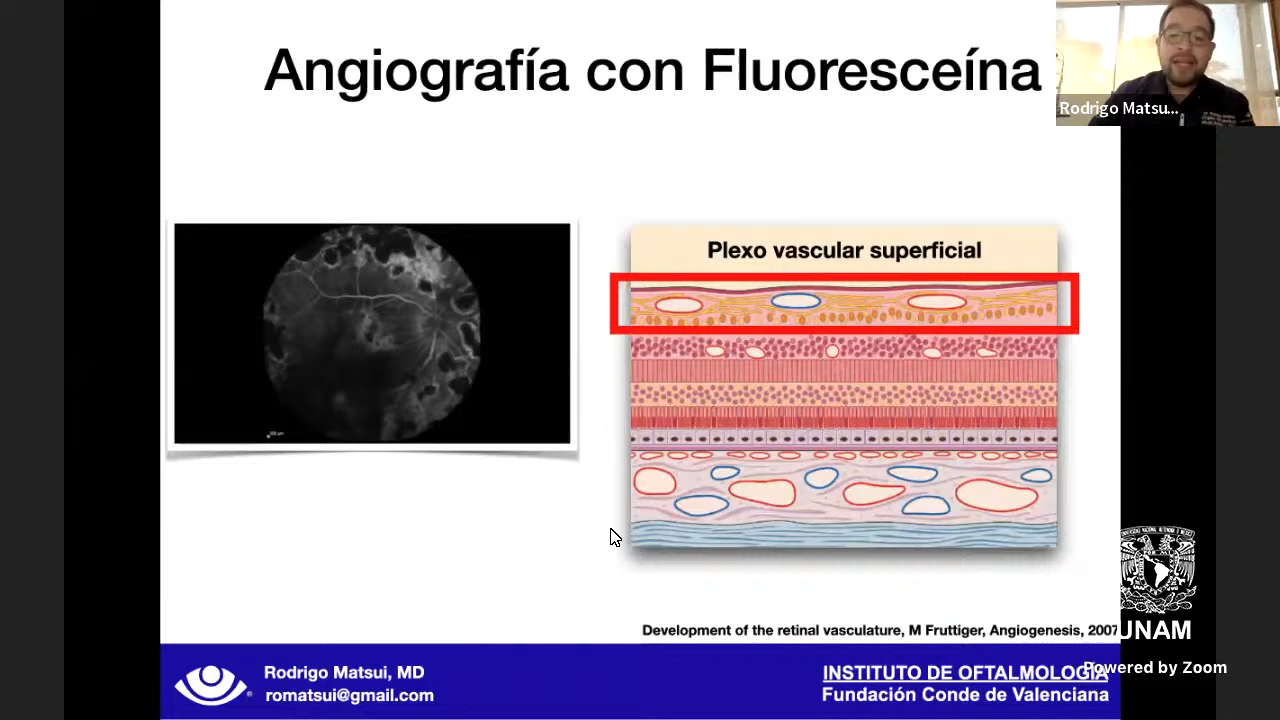 Angiografía con Fluoresceína
Rodrigo Matsu...
Plexo vascular superficial
Development of the retinal vasculature, M Fruttiger, Angiogenesis, 2007
Rodrigo Matsui, MD
romatsui@gmail.com
INSTITUTO DE OFTALMOLOGÍA
Fundación Conde de Valenciana
UNAM
Powered by Zoom